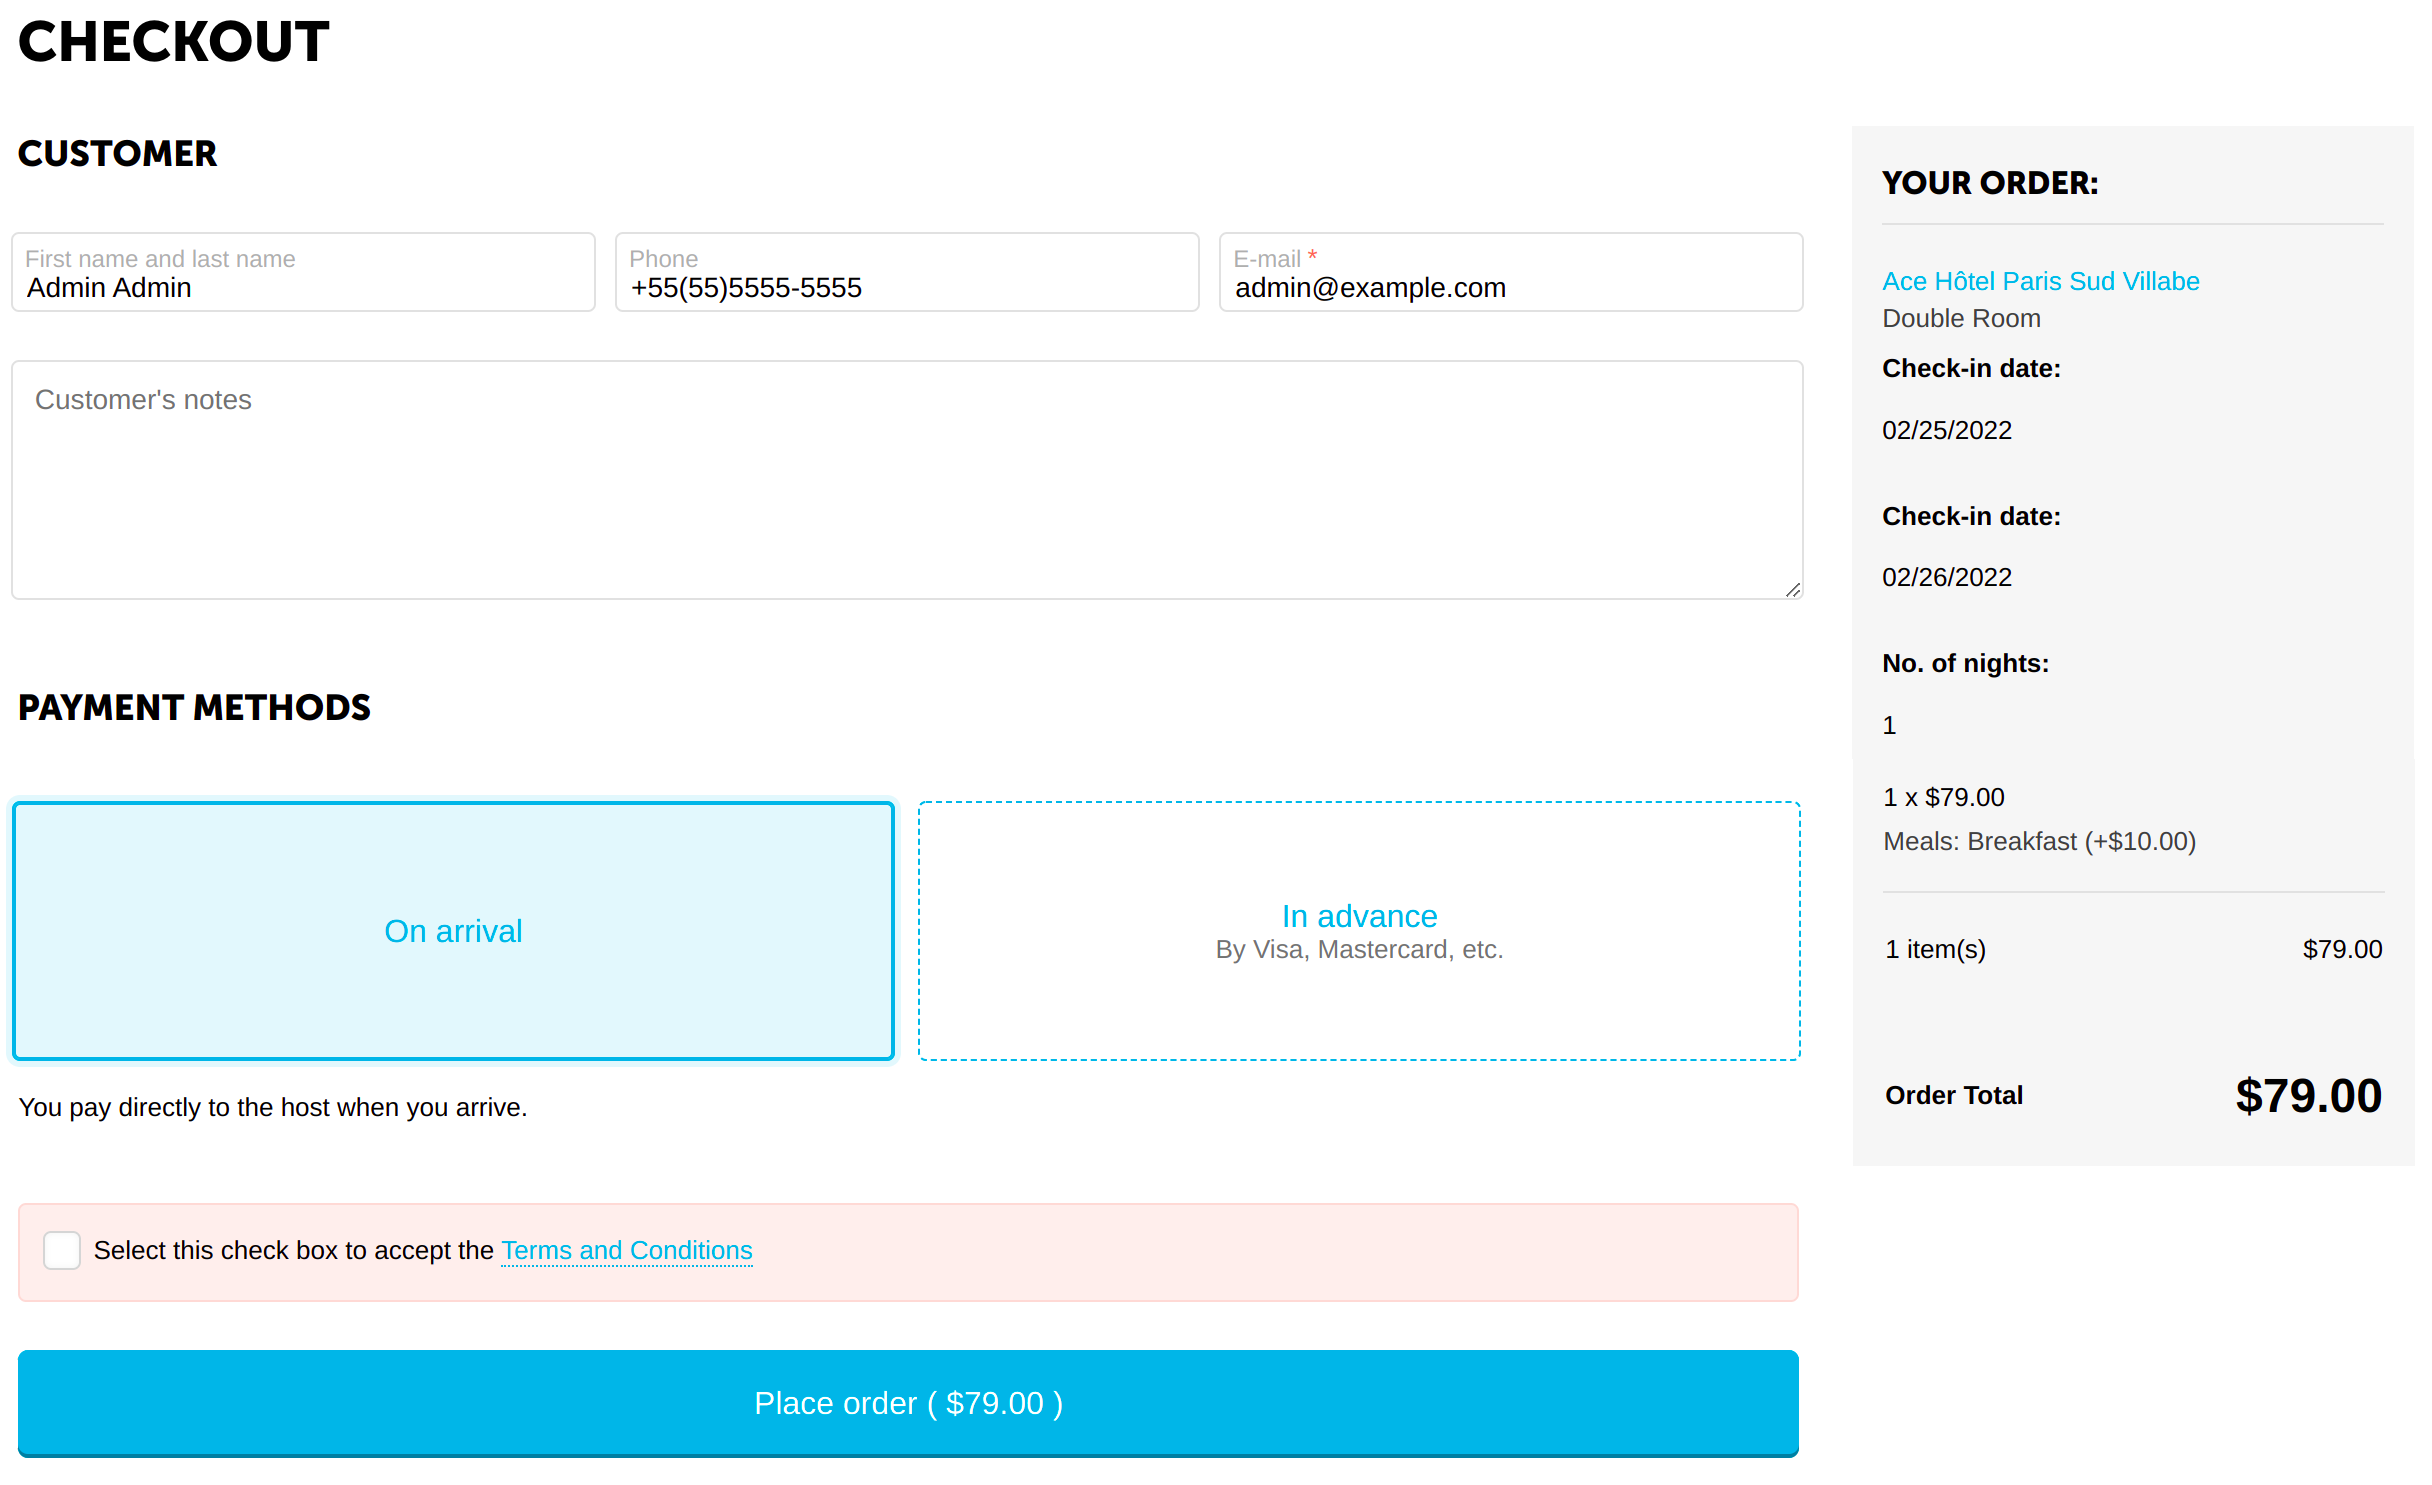 CHECKOUT
CUSTOMER
First name and last name
Admin Admin
Phone
+55(55)5555-5555
E-mail *
admin@example.com
Customer's notes
PAYMENT METHODS
On arrival
In advance
By Visa, Mastercard, etc.
You pay directly to the host when you arrive.
Select this check box to accept the Terms and Conditions
Place order ( $79.00 )
YOUR ORDER:
Ace Hôtel Paris Sud Villabe
Double Room
Check-in date:
02/25/2022
Check-in date:
02/26/2022
No. of nights:
1
1 x $79.00
Meals: Breakfast (+$10.00)
1 item(s) $79.00
Order Total $79.00